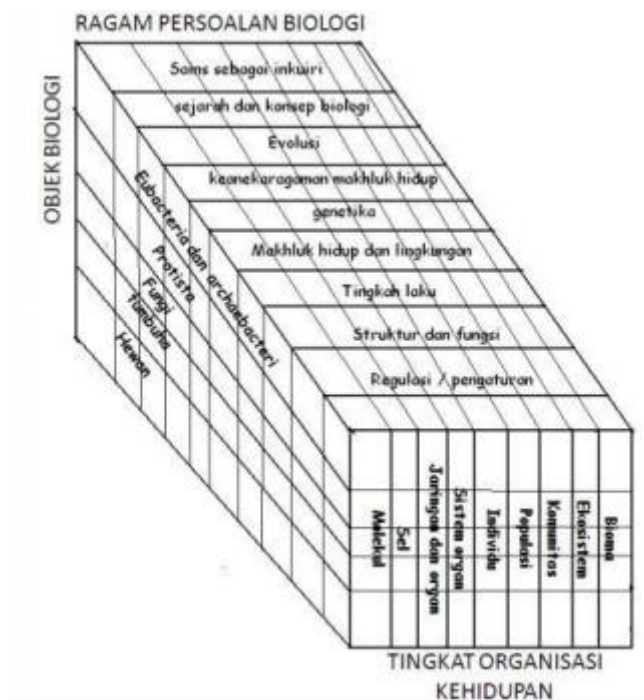 RAGAM PERSOALAN BIOLOGI
OBJEK BIOLOGI
Sains sebagai inkuiri
sejarah dan konsep biologi
Evolusi
keanekaragaman makhluk hidup
genetika
Makhluk hidup dan lingkungan
Tingkah laku
Struktur dan fungsi
Regulasi / pengaturan
Eubacteria dan archaebacteri
Protista
Fungi
tumbuha
Hewan
Molekul
Sel
Jaringan dan organ
Sistem organ
Individu
Populasi
Komunitas
Ekosistem
Bioma
TINGKAT ORGANISASI
KEHIDUPAN